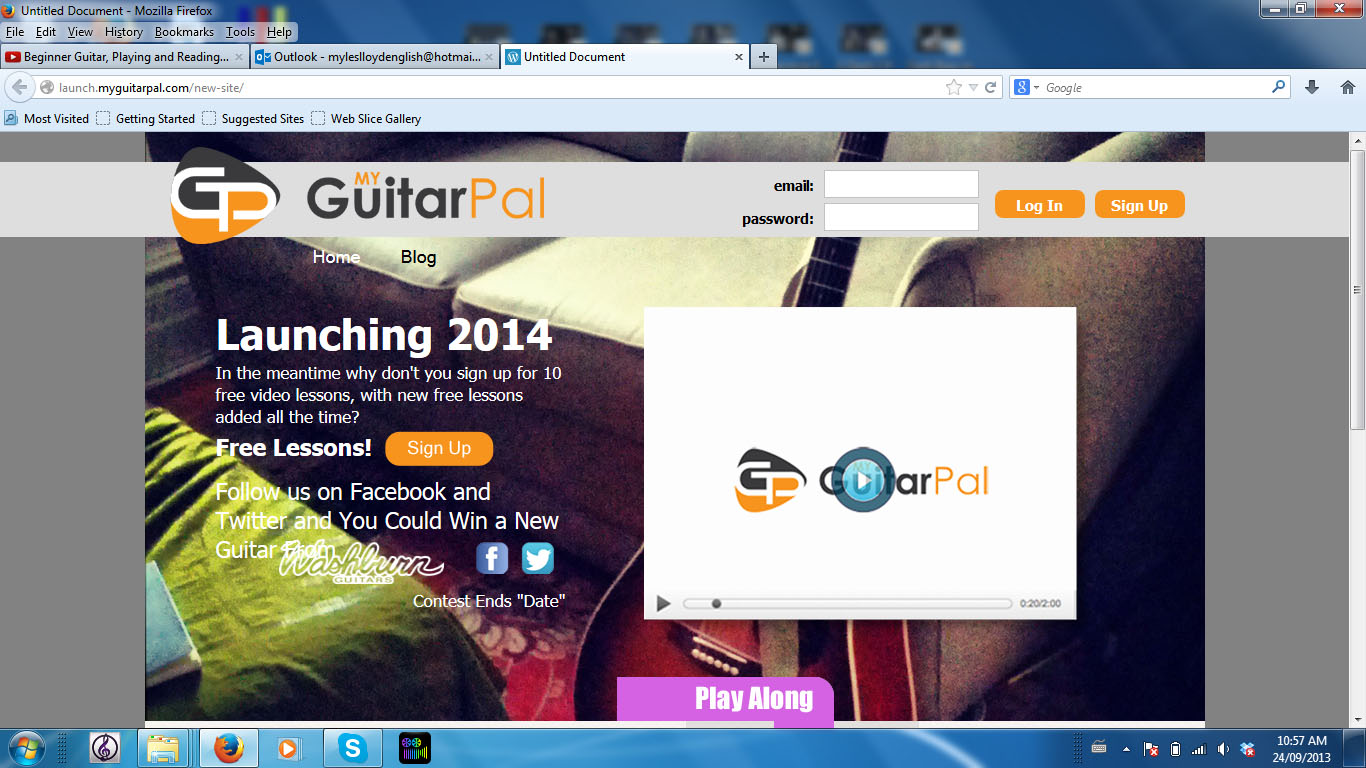 Untitled Document - Mozilla Firefox
File Edit View History Bookmarks Tools Help
Beginner Guitar, Playing and Reading...
Outlook - myleslloydenglish@hotmai...
Untitled Document
launch.myguitarpal.com/new-site/
Google
Most Visited Getting Started Suggested Sites Web Slice Gallery
GP MY GuitarPal
email:
password:
Log In Sign Up
Home Blog
Launching 2014
In the meantime why don't you sign up for 10
free video lessons, with new free lessons
added all the time?
Free Lessons! Sign Up
Follow us on Facebook and
Twitter and You Could Win a New
Guitar From
Washburn
GUITARS
Contest Ends "Date"
GP MY GuitarPal
0:20/2:00
Play Along
10:57 AM
24/09/2013